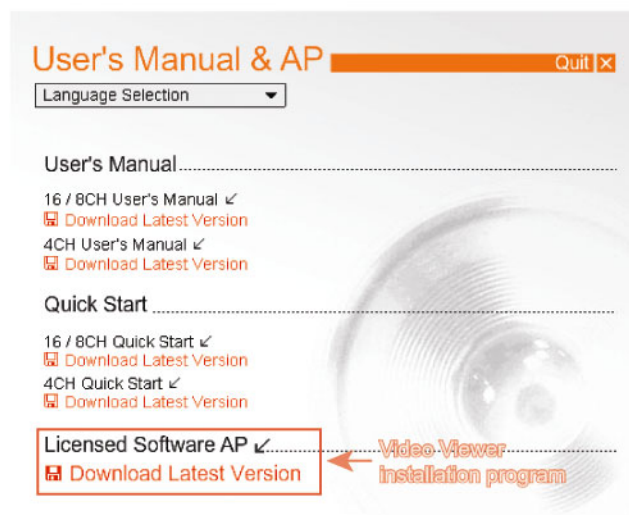 User's Manual & AP
Quit
Language Selection
User's Manual
16 / 8CH User's Manual
Download Latest Version
4CH User's Manual
Download Latest Version
Quick Start
16 / 8CH Quick Start
Download Latest Version
4CH Quick Start
Download Latest Version
Licensed Software AP
Download Latest Version
Video Viewer
installation program